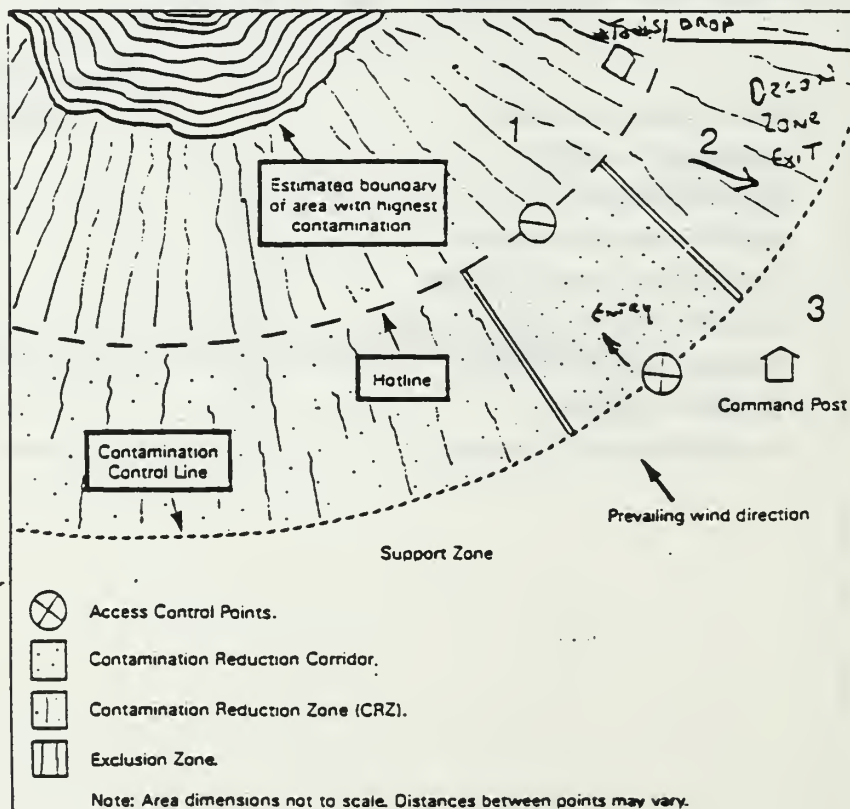 Tools/DROP
DECON
ZONE
EXIT
1
2
Estimated boundary
of area with highest
contamination
Entry
3
Hotline
Command Post
Contamination
Control Line
Prevailing wind direction
Support Zone
Access Control Points.
Contamination Reduction Corridor.
Contamination Reduction Zone (CRZ).
Exclusion Zone.
Note: Area dimensions not to scale. Distances between points may vary.